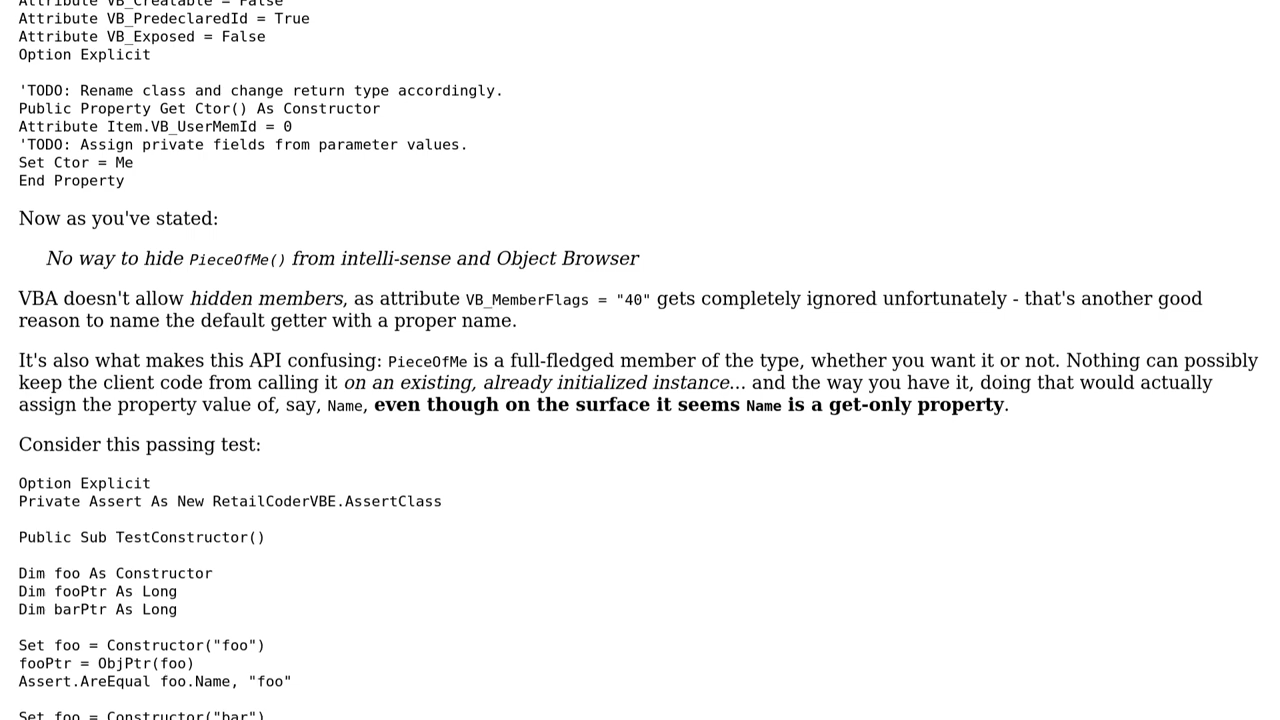 Attribute VB_Creatable = False
Attribute VB_PredeclaredId = True
Attribute VB_Exposed = False
Option Explicit
'TODO: Rename class and change return type accordingly.
Public Property Get Ctor() As Constructor
Attribute Item.VB_UserMemId = 0
'TODO: Assign private fields from parameter values.
Set Ctor = Me
End Property
Now as you've stated:
No way to hide PieceOfMe() from intelli-sense and Object Browser
VBA doesn't allow hidden members, as attribute VB_MemberFlags = "40" gets completely ignored unfortunately - that's another good
reason to name the default getter with a proper name.
It's also what makes this API confusing: PieceOfMe is a full-fledged member of the type, whether you want it or not. Nothing can possibly
keep the client code from calling it on an existing, already initialized instance... and the way you have it, doing that would actually
assign the property value of, say, Name, even though on the surface it seems Name is a get-only property.
Consider this passing test:
Option Explicit
Private Assert As New RetailCoderVBE.AssertClass
Public Sub TestConstructor()
Dim foo As Constructor
Dim fooPtr As Long
Dim barPtr As Long
Set foo = Constructor("foo")
fooPtr = ObjPtr(foo)
Assert.AreEqual foo.Name, "foo"
Set foo = Constructor("bar")